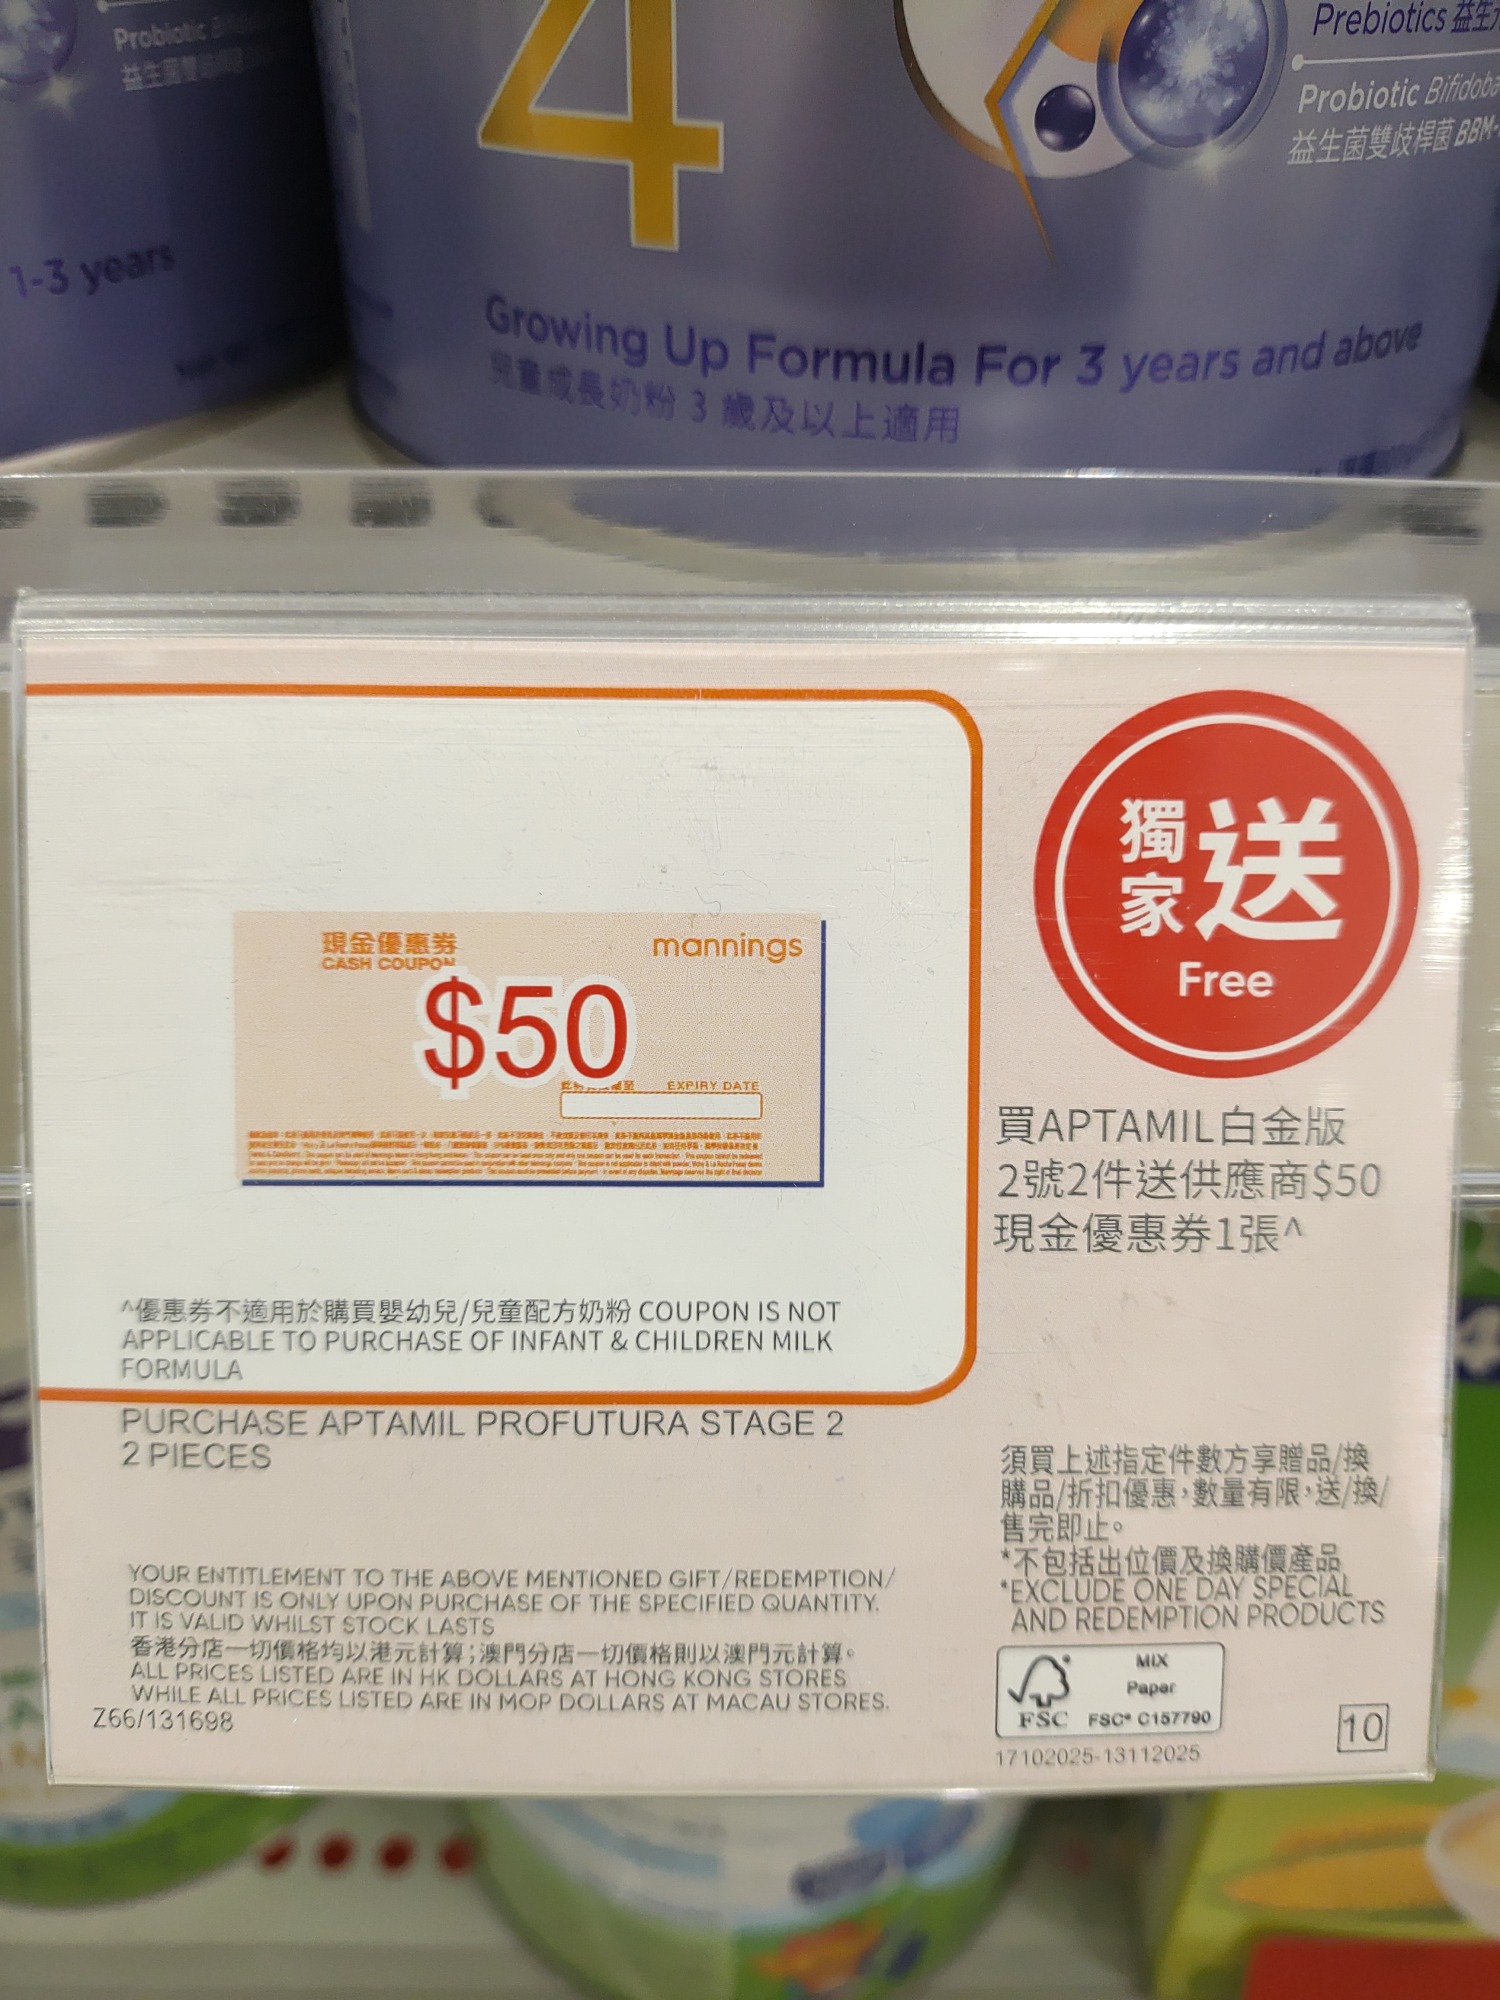 Probiotic
益生菌雙
1-3 years
4
Prebiotics 益生
Probiotic Bifidoba
益生菌雙歧桿菌 BBM-
Growing Up Formula For 3 years and above
兒童成長奶粉 3 歲及以上適用
現金優惠券
CASH COUPON
mannings
$50
EXPIRY DATE
獨家送
Free
買APTAMIL白金版
2號2件送供應商$50
現金優惠券1張^
^優惠券不適用於購買嬰幼兒/兒童配方奶粉 COUPON IS NOT
APPLICABLE TO PURCHASE OF INFANT & CHILDREN MILK
FORMULA
PURCHASE APTAMIL PROFUTURA STAGE 2
2 PIECES
須買上述指定件數方享贈品/換
購品/折扣優惠，數量有限，送/換/
售完即止。
*不包括出位價及換購價產品
*EXCLUDE ONE DAY SPECIAL
AND REDEMPTION PRODUCTS
YOUR ENTITLEMENT TO THE ABOVE MENTIONED GIFT/REDEMPTION/
DISCOUNT IS ONLY UPON PURCHASE OF THE SPECIFIED QUANTITY.
IT IS VALID WHILST STOCK LASTS
香港分店一切價格均以港元計算；澳門分店一切價格則以澳門元計算。
ALL PRICES LISTED ARE IN HK DOLLARS AT HONG KONG STORES
WHILE ALL PRICES LISTED ARE IN MOP DOLLARS AT MACAU STORES.
Z66/131698
MIX
Paper
FSC FSC® C157790
17102025-13112025
10
4